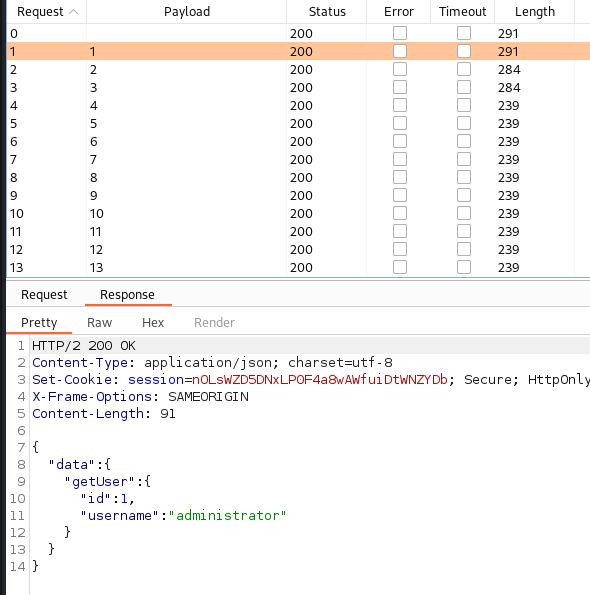 Request Payload Status Error Timeout Length
0 200 291
1 1 200 291
2 2 200 284
3 3 200 284
4 4 200 239
5 5 200 239
6 6 200 239
7 7 200 239
8 8 200 239
9 9 200 239
10 10 200 239
11 11 200 239
12 12 200 239
13 13 200 239
Request Response
Pretty Raw Hex Render
1 HTTP/2 200 OK
2 Content-Type: application/json; charset=utf-8
3 Set-Cookie: session=nOLsWZD5DNxLP0F4a8wAWfuiDtWNZYDb; Secure; HttpOnly
4 X-Frame-Options: SAMEORIGIN
5 Content-Length: 91
6
7 {
8 "data":{
9 "getUser":{
10 "id":1,
11 "username":"administrator"
12 }
13 }
14 }